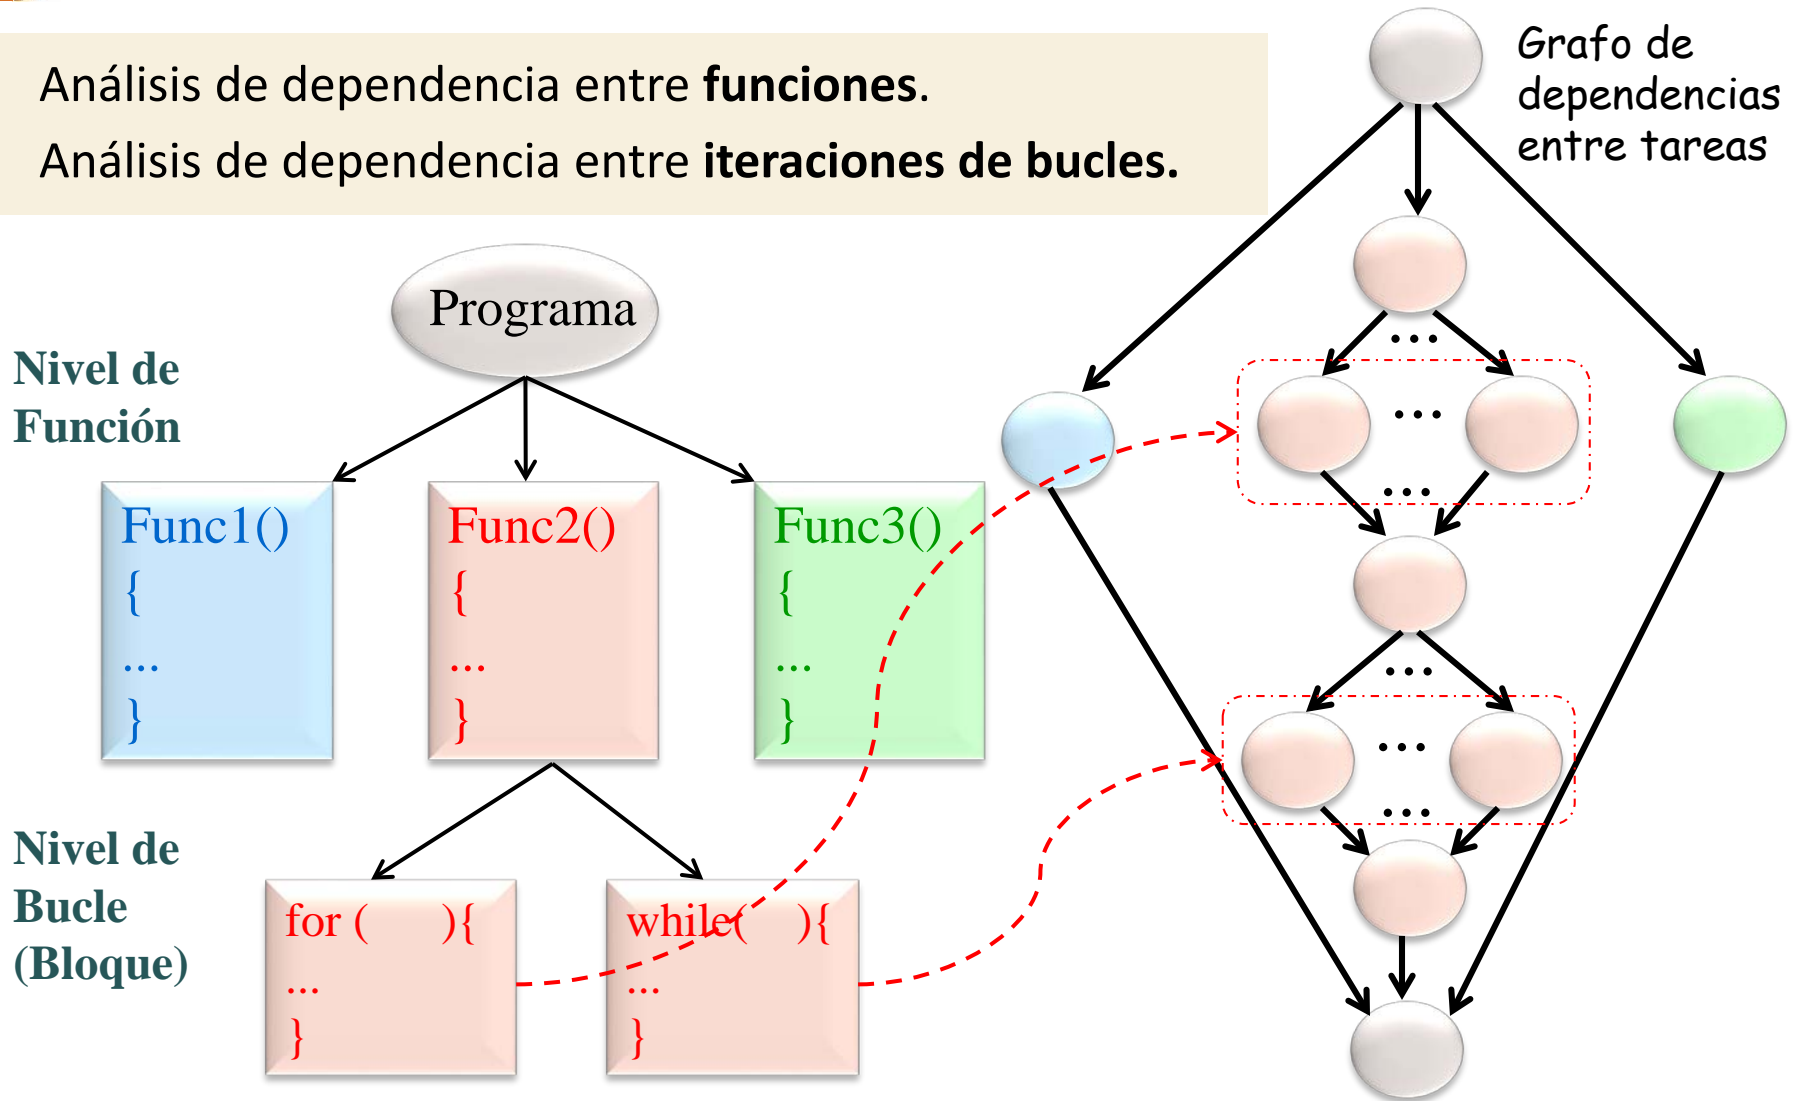 Análisis de dependencia entre funciones.
Análisis de dependencia entre iteraciones de bucles.
Grafo de
dependencias
entre tareas
Programa
Nivel de
Función
Func1()
{
...
}
Func2()
{
...
}
Func3()
{
...
}
...
...
...
...
...
...
Nivel de
Bucle
(Bloque)
for ( ){
...
}
while( ){
...
}